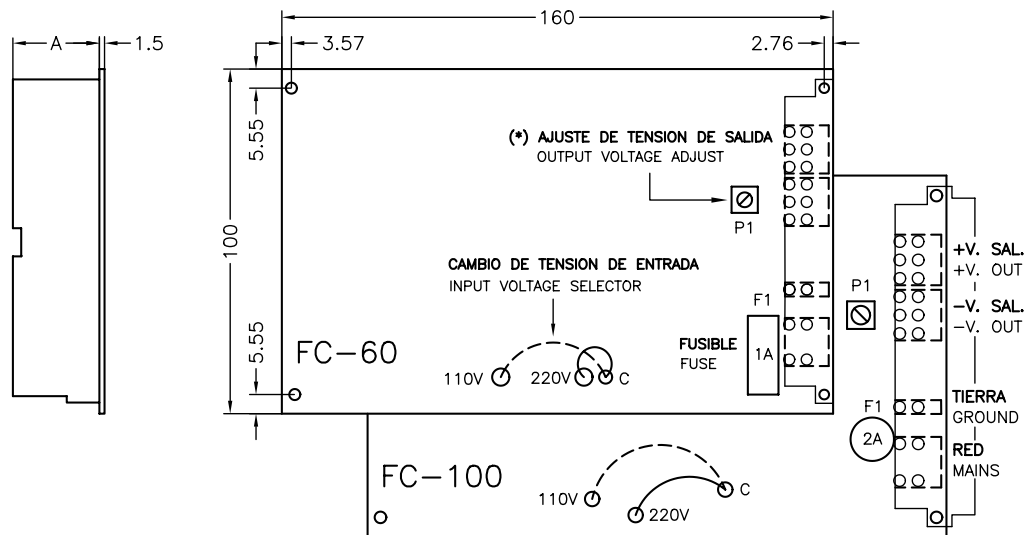 160
A
1.5
3.57
2.76
5.55
100
5.55
(*) AJUSTE DE TENSION DE SALIDA
OUTPUT VOLTAGE ADJUST
P1
CAMBIO DE TENSION DE ENTRADA
INPUT VOLTAGE SELECTOR
F1
FUSIBLE
FUSE
1A
FC-60
110V
220V
C
P1
+V. SAL.
+V. OUT
-V. SAL.
-V. OUT
F1
2A
TIERRA
GROUND
RED
MAINS
FC-100
110V
220V
C